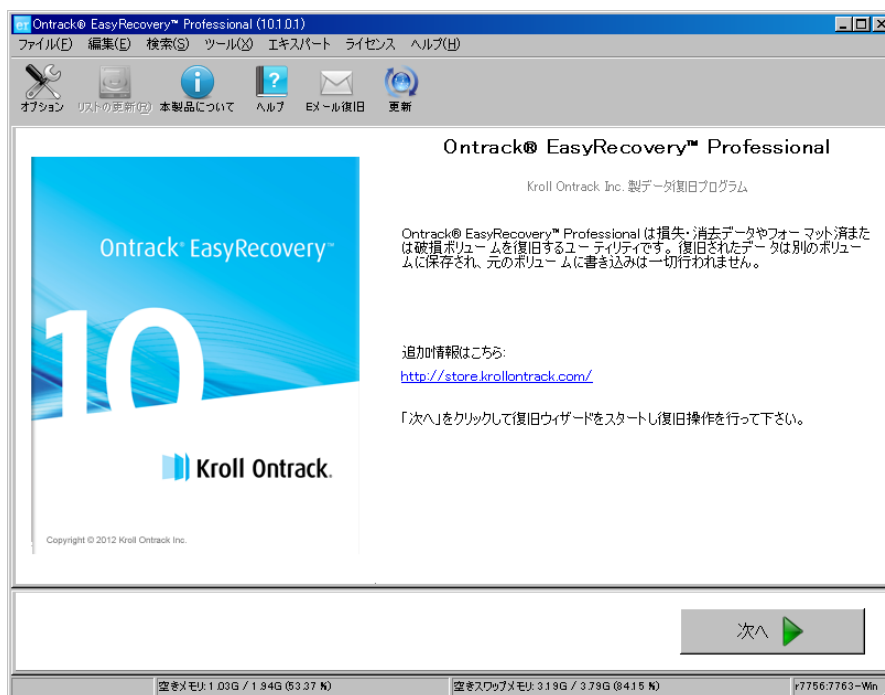 er Ontrack® EasyRecovery™ Professional (10.1.0.1)
ファイル(F) 編集(E) 検索(S) ツール(X) エキスパート ライセンス ヘルプ(H)
オプション リストの更新(R) 本製品について ヘルプ Eメール復旧 更新
Ontrack® EasyRecovery™ Professional
Kroll Ontrack Inc. 製データ復旧プログラム
Ontrack® EasyRecovery™ Professional は損失・消去データやフォーマット済また
は破損ボリュームを復旧するユーティリティです。復旧されたデータは別のボリュー
ムに保存され、元のボリュームに書き込みは一切行われません。
追加情報はこちら:
http://store.krollontrack.com/
「次へ」をクリックして復旧ウィザードをスタートし復旧操作を行って下さい。
Ontrack® EasyRecovery™
10
Kroll Ontrack.
Copyright © 2012 Kroll Ontrack Inc.
次へ
空きメモリ: 1.03G / 1.94G (53.37 %) 空きスワップメモリ: 3.19G / 3.79G (84.15 %) r7756:7763-Win